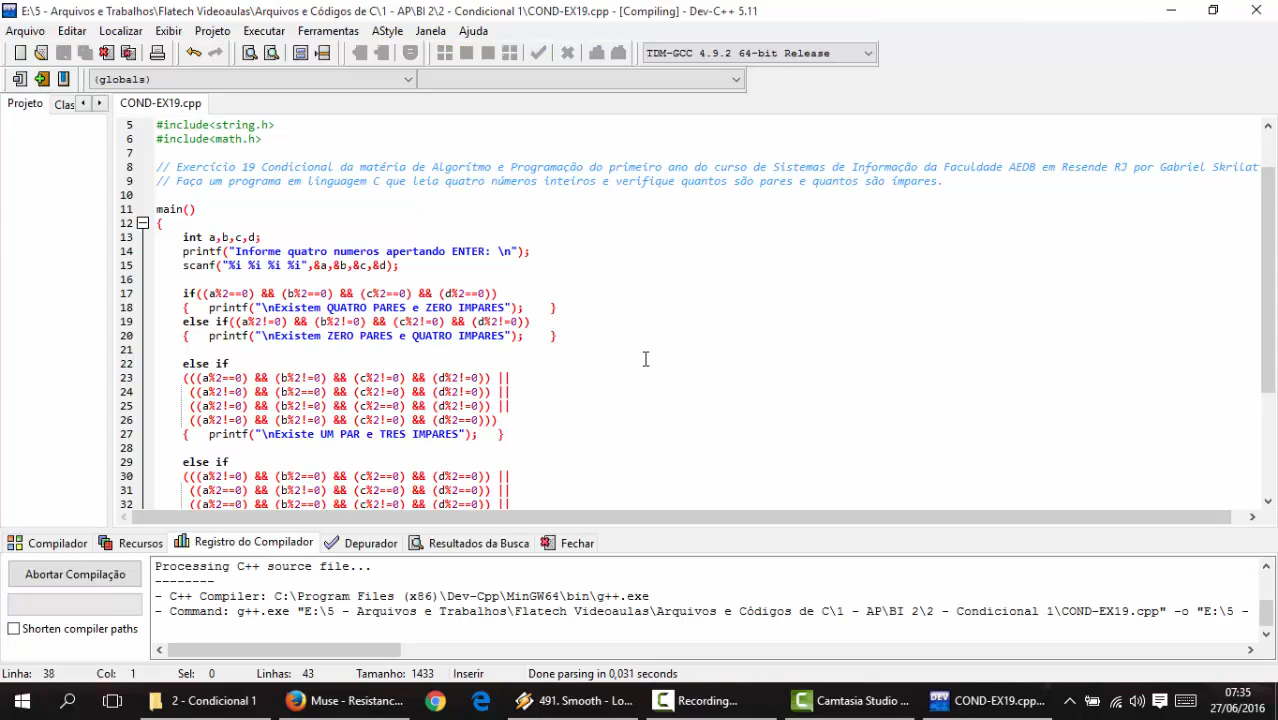 E:\5 - Arquivos e Trabalhos\Flatech Videoaulas\Arquivos e Códigos de C\1 - AP\BI 2\2 - Condicional 1\COND-EX19.cpp - [Compiling] - Dev-C++ 5.11
Arquivo Editar Localizar Exibir Projeto Executar Ferramentas AStyle Janela Ajuda
TDM-GCC 4.9.2 64-bit Release
(globals)
Projeto Clas COND-EX19.cpp
5 #include<string.h>
6 #include<math.h>
7
8 // Exercício 19 Condicional da matéria de Algorítmo e Programação do primeiro ano do curso de Sistemas de Informação da Faculdade AEDB em Resende RJ por Gabriel Skrilat
9 // Faça um programa em linguagem C que leia quatro números inteiros e verifique quantos são pares e quantos são ímpares.
10
11 main()
12 {
13 int a,b,c,d;
14 printf("Informe quatro numeros apertando ENTER: \n");
15 scanf("%i %i %i %i",&a,&b,&c,&d);
16
17 if((a%2==0) && (b%2==0) && (c%2==0) && (d%2==0))
18 { printf("\nExistem QUATRO PARES e ZERO IMPARES"); }
19 else if((a%2!=0) && (b%2!=0) && (c%2!=0) && (d%2!=0))
20 { printf("\nExistem ZERO PARES e QUATRO IMPARES"); }
21
22 else if
23 (((a%2==0) && (b%2!=0) && (c%2!=0) && (d%2!=0)) ||
24 ((a%2!=0) && (b%2==0) && (c%2!=0) && (d%2!=0)) ||
25 ((a%2!=0) && (b%2!=0) && (c%2==0) && (d%2!=0)) ||
26 ((a%2!=0) && (b%2!=0) && (c%2!=0) && (d%2==0)))
27 { printf("\nExiste UM PAR e TRES IMPARES"); }
28
29 else if
30 (((a%2!=0) && (b%2==0) && (c%2==0) && (d%2==0)) ||
31 ((a%2==0) && (b%2!=0) && (c%2==0) && (d%2==0)) ||
32 ((a%2==0) && (b%2==0) && (c%2!=0) && (d%2==0)) ||
Compilador Recursos Registro do Compilador Depurador Resultados da Busca Fechar
Abortar Compilação
Shorten compiler paths
Processing C++ source file...
--------
- C++ Compiler: C:\Program Files (x86)\Dev-Cpp\MinGW64\bin\g++.exe
- Command: g++.exe "E:\5 - Arquivos e Trabalhos\Flatech Videoaulas\Arquivos e Códigos de C\1 - AP\BI 2\2 - Condicional 1\COND-EX19.cpp" -o "E:\5 -
Linha: 38 Col: 1 Sel: 0 Linhas: 43 Tamanho: 1433 Inserir Done parsing in 0,031 seconds
2 - Condicional 1 Muse - Resistanc... 491. Smooth - Lo... Recording... Camtasia Studio ... COND-EX19.cpp... 07:35
27/06/2016